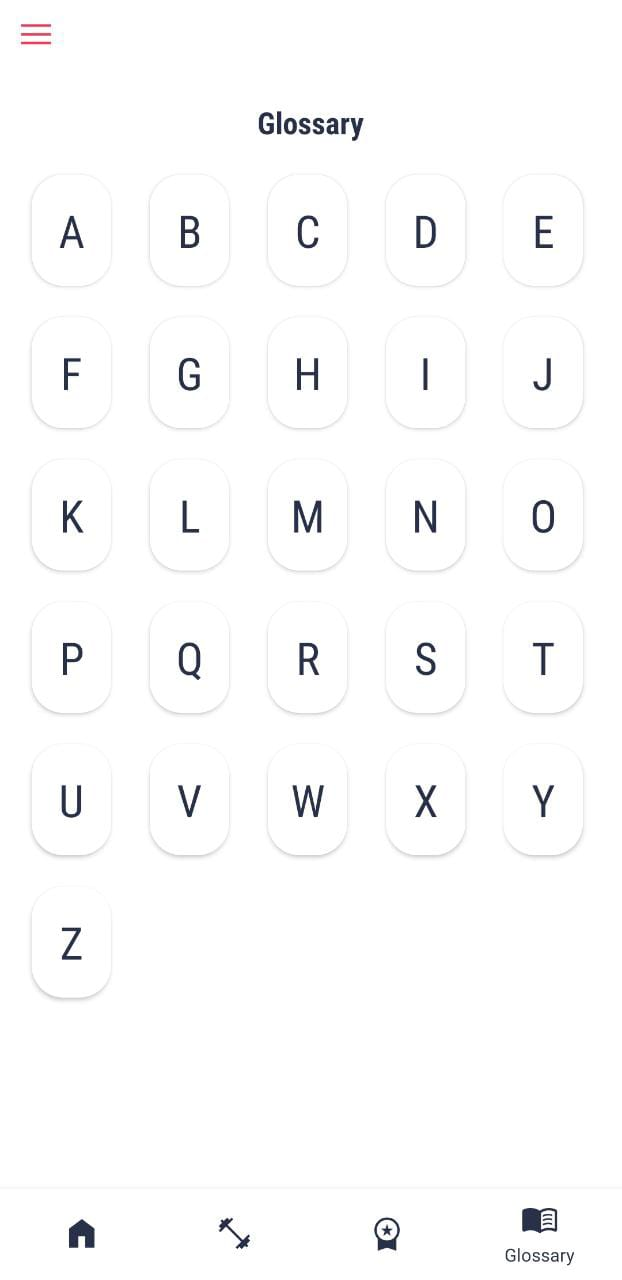 Glossary
A B C D E
F G H I J
K L M N O
P Q R S T
U V W X Y
Z
Glossary